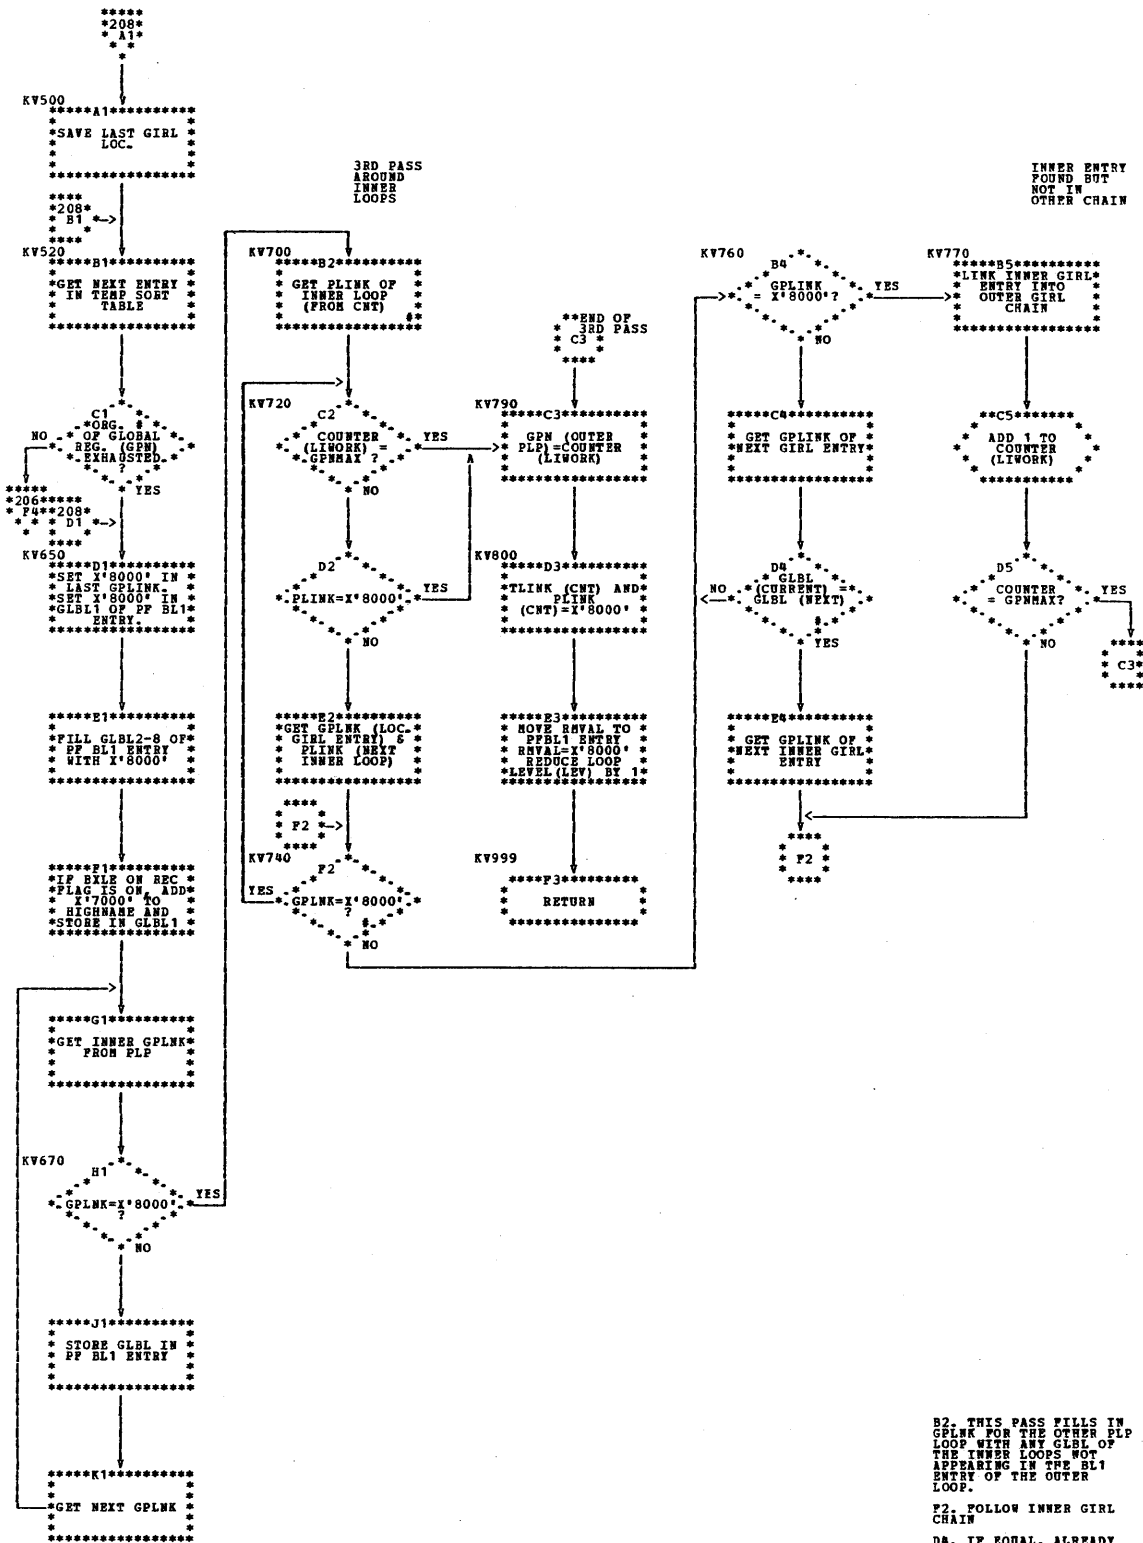 208
A1
KV500
A1
SAVE LAST GIRL
LOC.
208
B1
KV520
B1
GET NEXT ENTRY
IN TEMP SORT
TABLE
C1
ORG. #
OF GLOBAL
REG. (GPN)
EXHAUSTED
?
NO
YES
206
F4
208
D1
KV650
D1
SET X'8000' IN
LAST GPLINK.
SET X'8000' IN
GLBL1 OF PF BL1
ENTRY.
E1
FILL GLBL2-8 OF
PF BL1 ENTRY
WITH X'8000'
F1
IF BXLE ON REC
FLAG IS ON, ADD
X'7000' TO
HIGHNAME AND
STORE IN GLBL1
G1
GET INNER GPLNK
FROM PLP
KV670
H1
GPLNK=X'8000'
?
YES
NO
J1
STORE GLBL IN
PF BL1 ENTRY
K1
GET NEXT GPLNK
3RD PASS
AROUND
INNER
LOOPS
KV700
B2
GET PLINK OF
INNER LOOP
(FROM CNT)
#
KV720
C2
COUNTER
(LIWORK) =
GPNMAX ?
YES
NO
D2
PLINK=X'8000'
YES
NO
E2
GET GPLNK (LOC.
GIRL ENTRY) &
PLINK (NEXT
INNER LOOP)
F2
KV740
F2
GPLNK=X'8000'
?
#
YES
NO
END OF
3RD PASS
C3
KV790
C3
GPN (OUTER
PLP)=COUNTER
(LIWORK)
KV800
D3
TLINK (CNT) AND
PLINK
(CNT)=X'8000'
E3
MOVE RMVAL TO
PFBL1 ENTRY
RMVAL=X'8000'
REDUCE LOOP
LEVEL(LEV) BY 1
KV999
F3
RETURN
KV760
B4
GPLINK
= X'8000'?
YES
NO
C4
GET GPLINK OF
NEXT GIRL ENTRY
D4
GLBL
(CURRENT) =
GLBL (NEXT)
#
NO
YES
E4
GET GPLINK OF
NEXT INNER GIRL
ENTRY
F2
INNER ENTRY
FOUND BUT
NOT IN
OTHER CHAIN
KV770
B5
LINK INNER GIRL
ENTRY INTO
OUTER GIRL
CHAIN
C5
ADD 1 TO
COUNTER
(LIWORK)
D5
COUNTER
= GPNMAX?
YES
NO
C3
B2. THIS PASS FILLS IN
GPLNK FOR THE OTHER PLP
LOOP WITH ANY GLBL OF
THE INNER LOOPS NOT
APPEARING IN THE BL1
ENTRY OF THE OUTER
LOOP.
F2. FOLLOW INNER GIRL
CHAIN
D4. IF EQUAL, ALREADY